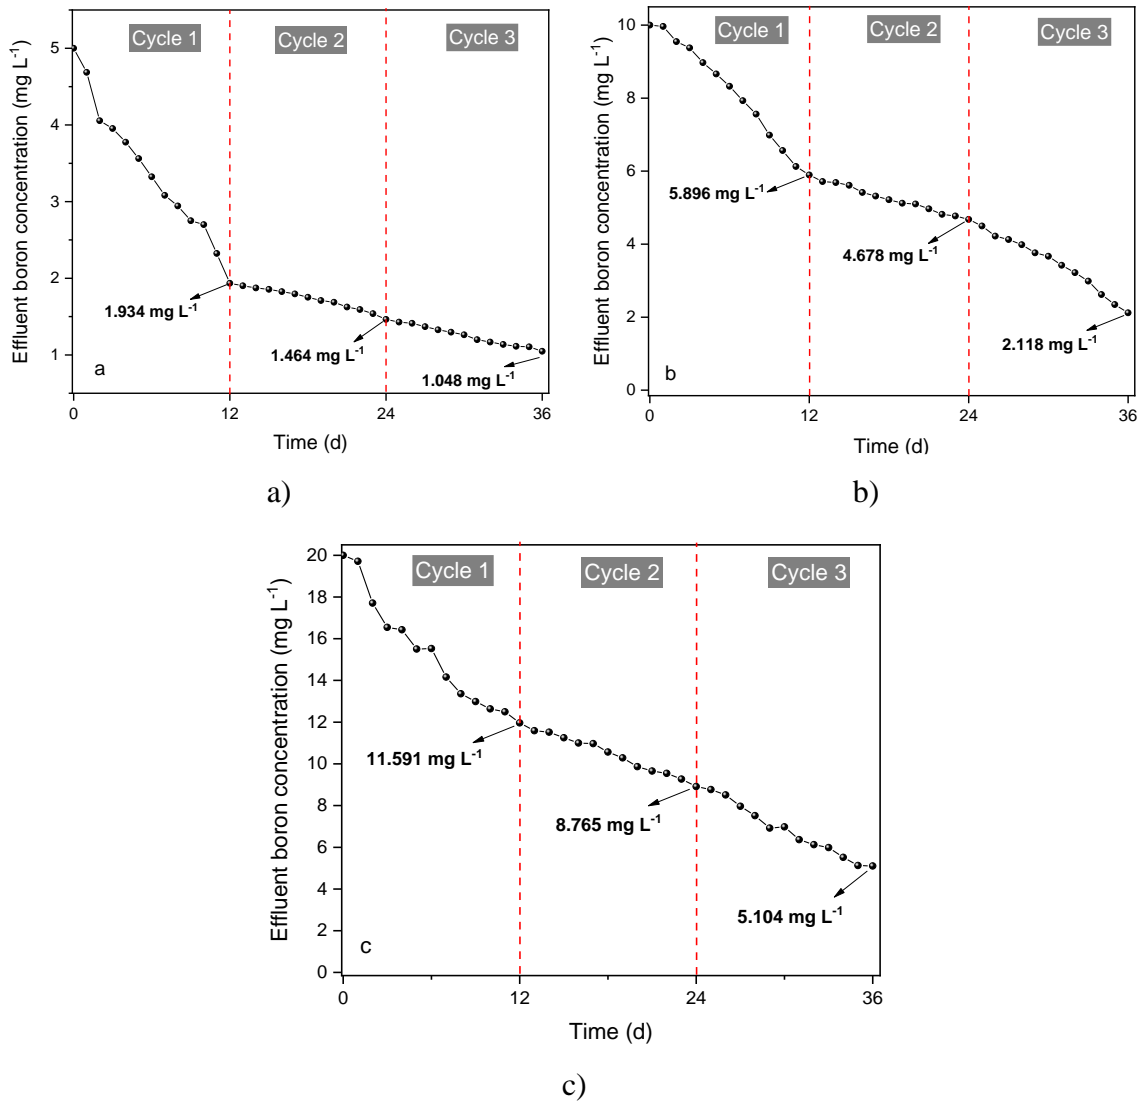 Cycle 1
Cycle 2
Cycle 3
Effluent boron concentration (mg L⁻¹)
5
4
3
2
1
1.934 mg L⁻¹
1.464 mg L⁻¹
1.048 mg L⁻¹
a
0
12
24
36
Time (d)
a)
Cycle 1
Cycle 2
Cycle 3
Effluent boron concentration (mg L⁻¹)
10
8
6
4
2
0
5.896 mg L⁻¹
4.678 mg L⁻¹
2.118 mg L⁻¹
b
0
12
24
36
Time (d)
b)
Cycle 1
Cycle 2
Cycle 3
Effluent boron concentration (mg L⁻¹)
20
18
16
14
12
10
8
6
4
2
0
11.591 mg L⁻¹
8.765 mg L⁻¹
5.104 mg L⁻¹
c
0
12
24
36
Time (d)
c)